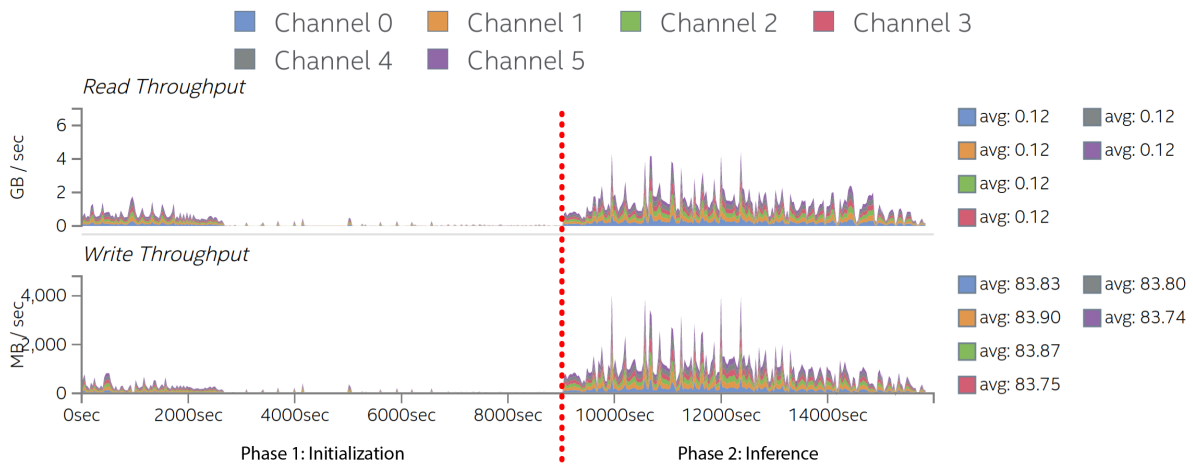 Channel 0 Channel 1 Channel 2 Channel 3
Channel 4 Channel 5
Read Throughput
GB / sec
6
4
2
0
avg: 0.12 avg: 0.12
avg: 0.12 avg: 0.12
avg: 0.12
avg: 0.12
Write Throughput
MB / sec
4,000
2,000
0
avg: 83.83 avg: 83.80
avg: 83.90 avg: 83.74
avg: 83.87
avg: 83.75
0sec 2000sec 4000sec 6000sec 8000sec 10000sec 12000sec 14000sec
Phase 1: Initialization Phase 2: Inference